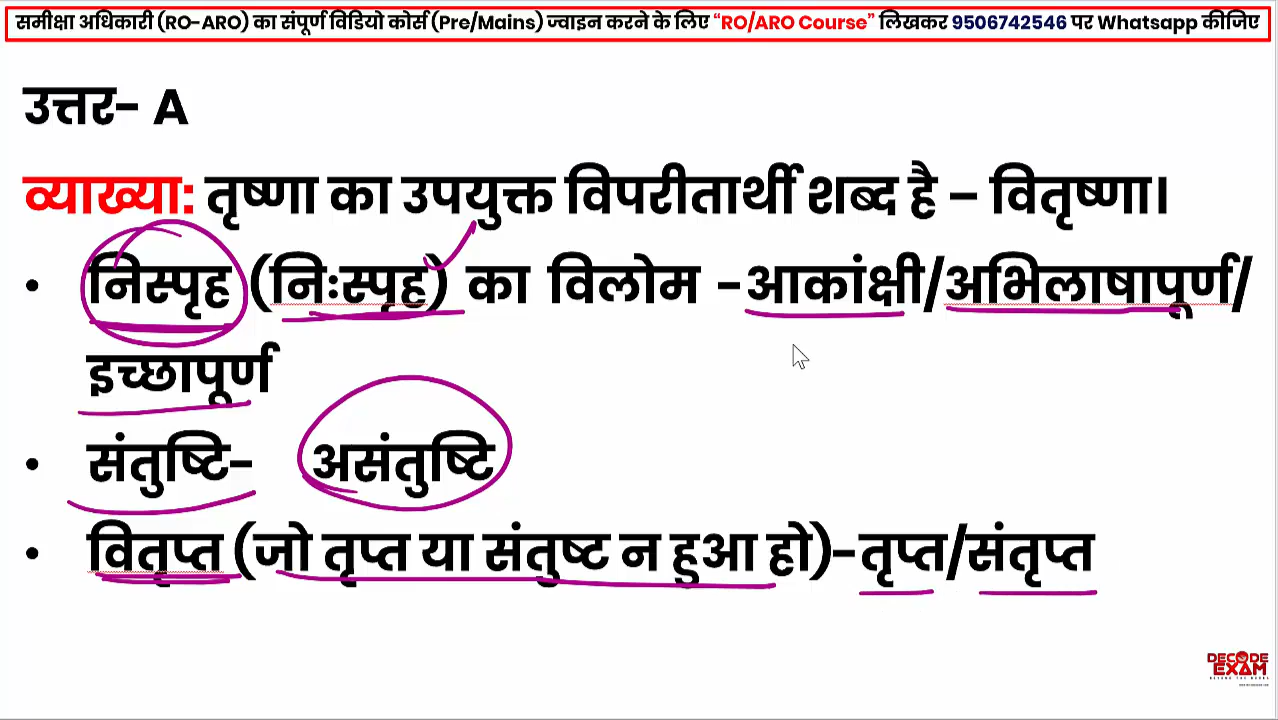 समीक्षा अधिकारी (RO-ARO) का संपूर्ण विडियो कोर्स (Pre/Mains) ज्वाइन करने के लिए “RO/ARO Course” लिखकर 9506742546 पर Whatsapp कीजिए
उत्तर- A
व्याख्या: तृष्णा का उपयुक्त विपरीतार्थी शब्द है – वितृष्णा।
• निस्पृह (निःस्पृह) का विलोम -आकांक्षी/अभिलाषापूर्ण/
इच्छापूर्ण
• संतुष्टि- असंतुष्टि
• वितृप्त (जो तृप्त या संतुष्ट न हुआ हो)-तृप्त/संतृप्त
DECODE
EXAM